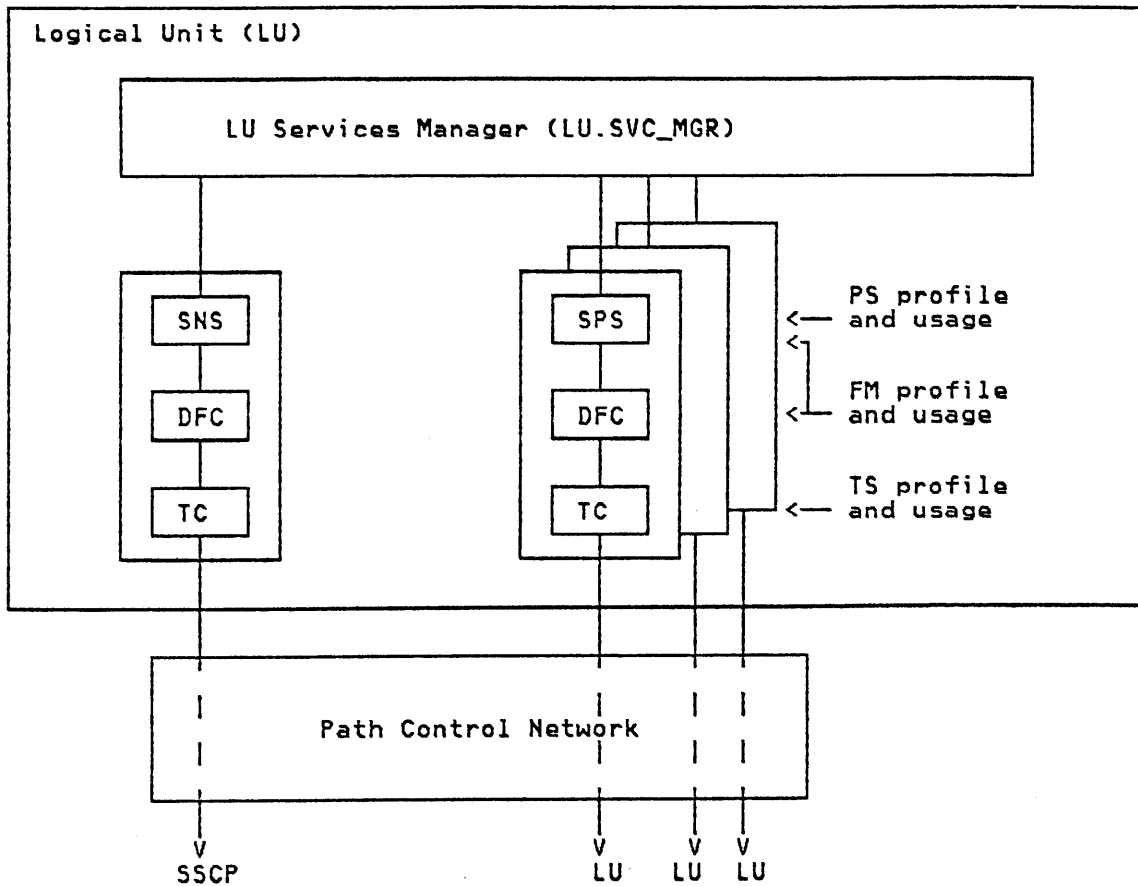 Logical Unit (LU)
LU Services Manager (LU.SVC_MGR)
SNS
DFC
TC
SPS
DFC
TC
PS profile
and usage
FM profile
and usage
TS profile
and usage
Path Control Network
SSCP
LU
LU
LU